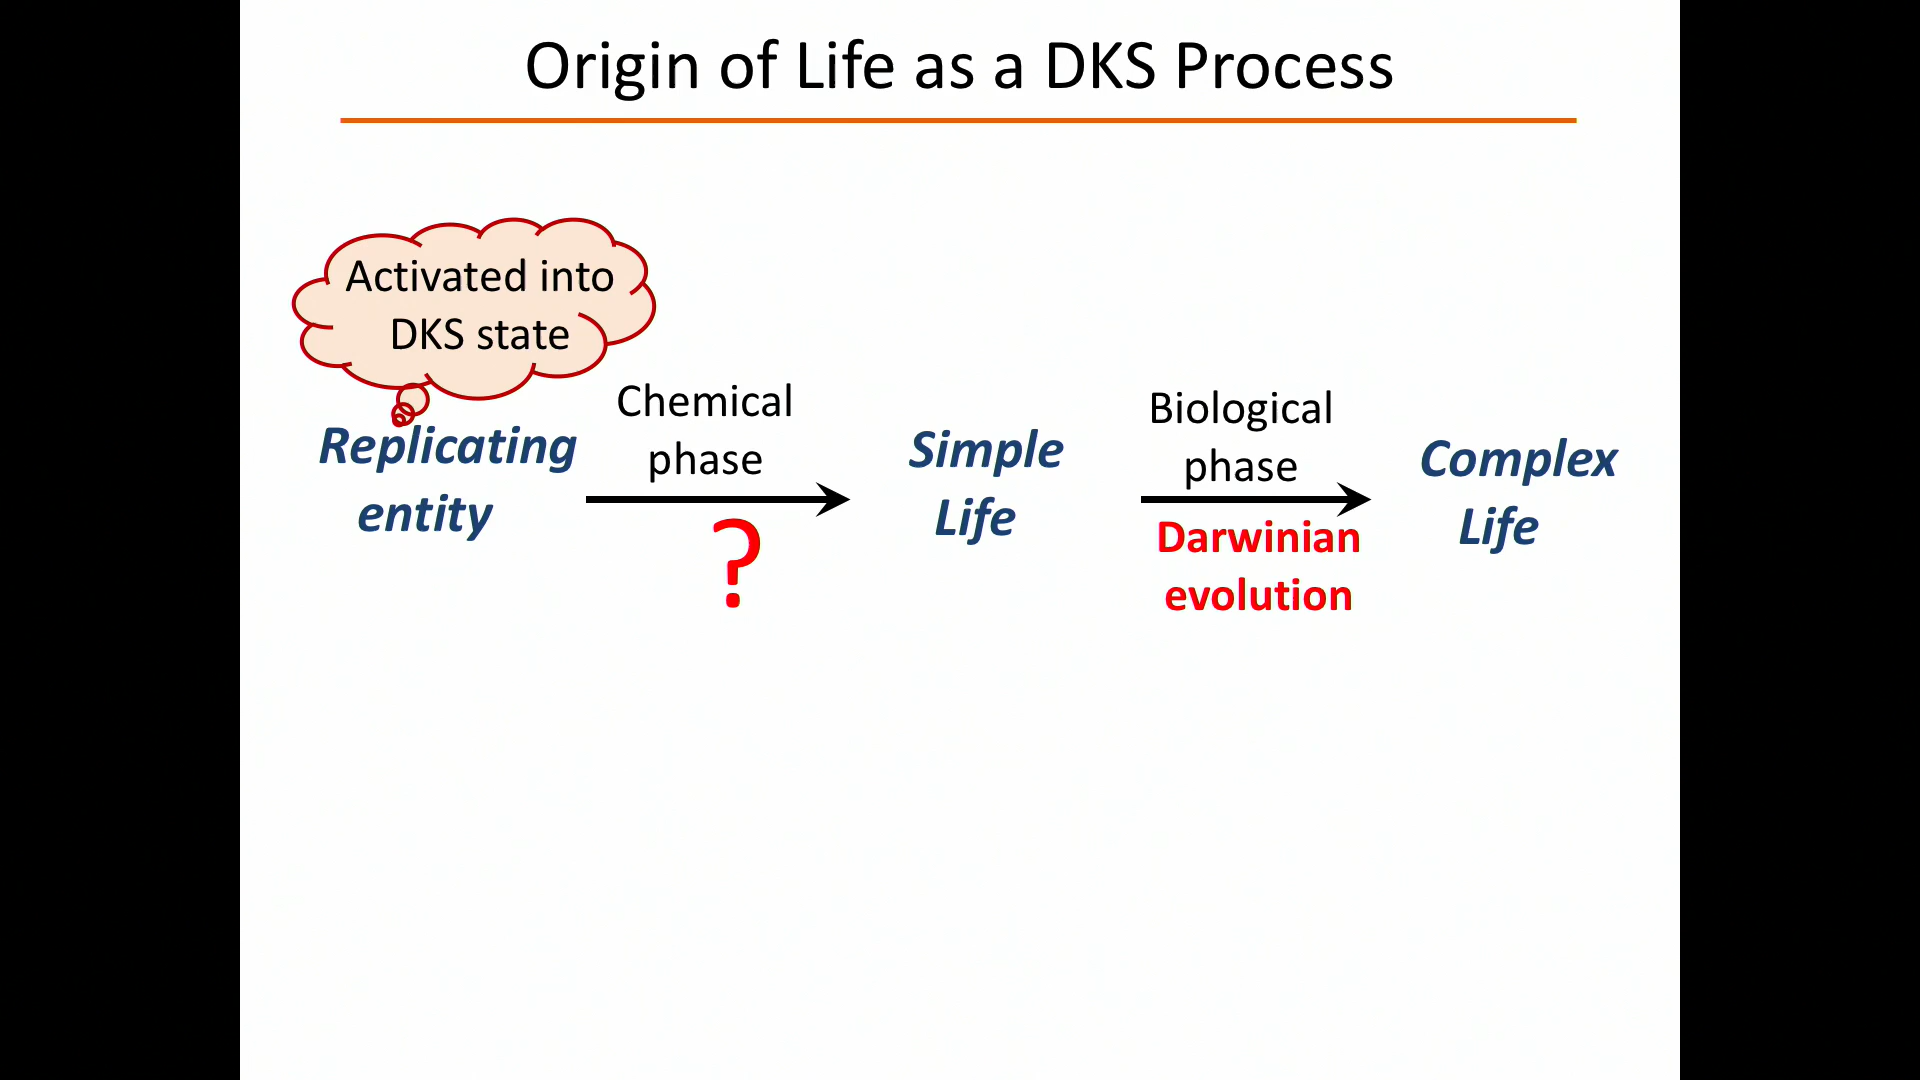 Origin of Life as a DKS Process
Activated into
DKS state
Replicating
entity
Chemical
phase
?
Simple
Life
Biological
phase
Darwinian
evolution
Complex
Life